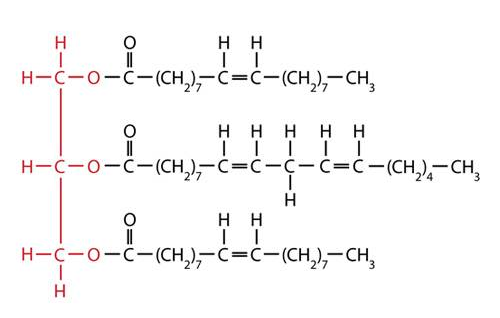 H O H H
H–C–O–C–(CH₂)₇–C=C–(CH₂)₇–CH₃
O H H H H H
H–C–O–C–(CH₂)₇–C=C–C–C=C–(CH₂)₄–CH₃
H
O H H
H–C–O–C–(CH₂)₇–C=C–(CH₂)₇–CH₃
H